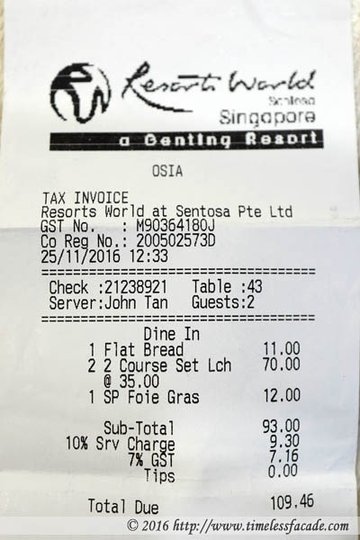 RW Resorts World
Sentosa
Singapore
a Genting Resort
OSIA
TAX INVOICE
Resorts World at Sentosa Pte Ltd
GST No. : M90364180J
Co Reg No.: 200502573D
25/11/2016 12:33
================================
Check :21238921 Table :43
Server:John Tan Guests:2
================================
Dine In
1 Flat Bread 11.00
2 2 Course Set Lch 70.00
@ 35.00
1 SP Foie Gras 12.00
Sub-Total 93.00
10% Srv Charge 9.30
7% GST 7.16
Tips 0.00
Total Due 109.46
© 2016 http://www.timelessfacade.com